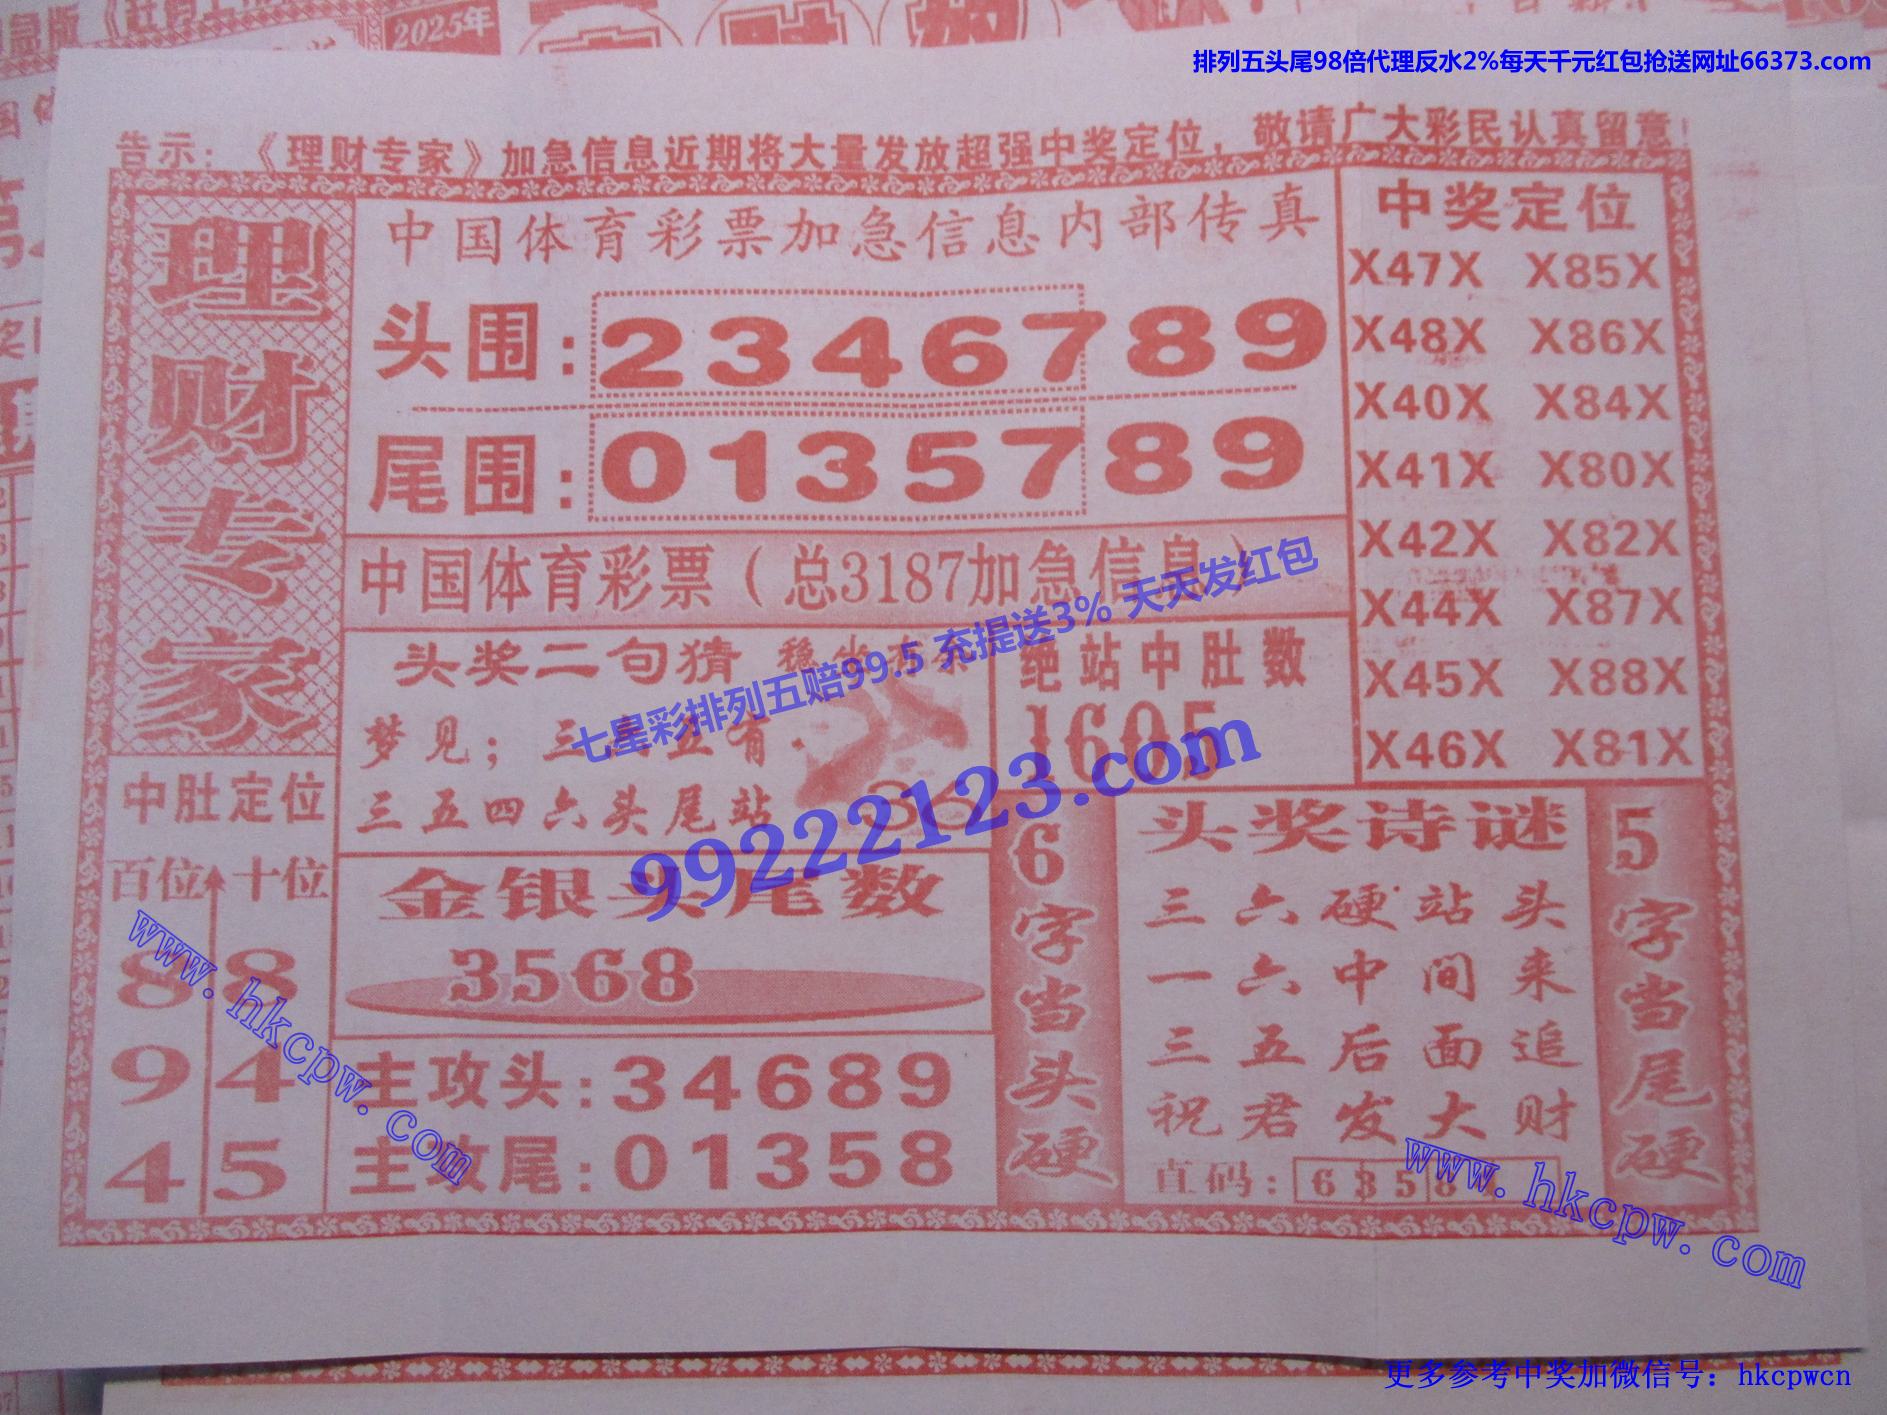 2025年
排列五头尾98倍代理反水2%每天千元红包抢送网址66373.com
告示：《理财专家》加急信息近期将大量发放超强中奖定位，敬请广大彩民认真留意！
理财专家
中国体育彩票加急信息内部传真
头围：2346789
尾围：0135789
中奖定位
X47X X85X
X48X X86X
X40X X84X
X41X X80X
X42X X82X
X44X X87X
X45X X88X
X46X X81X
中国体育彩票（总3187加急信息）
七星彩排列五赔99.5 充提送3% 天天发红包
99222123.com
头奖二句猜
梦见；三
五有
三五四六头尾站
绝站中肚数
1605
中肚定位
百位 十位
8 8
9 4
4 5
金银头尾数
3568
主攻头：34689
主攻尾：01358
6字当头硬
头奖诗谜
三六硬站头
一六中间来
三五后面追
祝君发大财
直码：6358
5字当尾硬
www.hkcpw.com
www.hkcpw.com
更多参考中奖加微信号：hkcpwcn